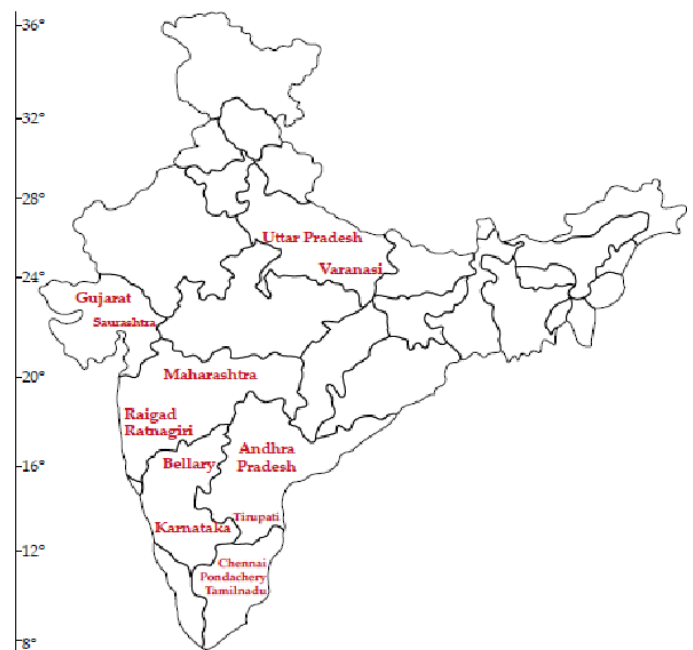 36°
32°
28°
Uttar Pradesh
Varanasi
24°
Gujarat
Saurashtra
20°
Maharashtra
Raigad
Ratnagiri
Andhra
Pradesh
16°
Bellary
Tirupati
Karnataka
12°
Chennai
Pondachery
Tamilnadu
8°